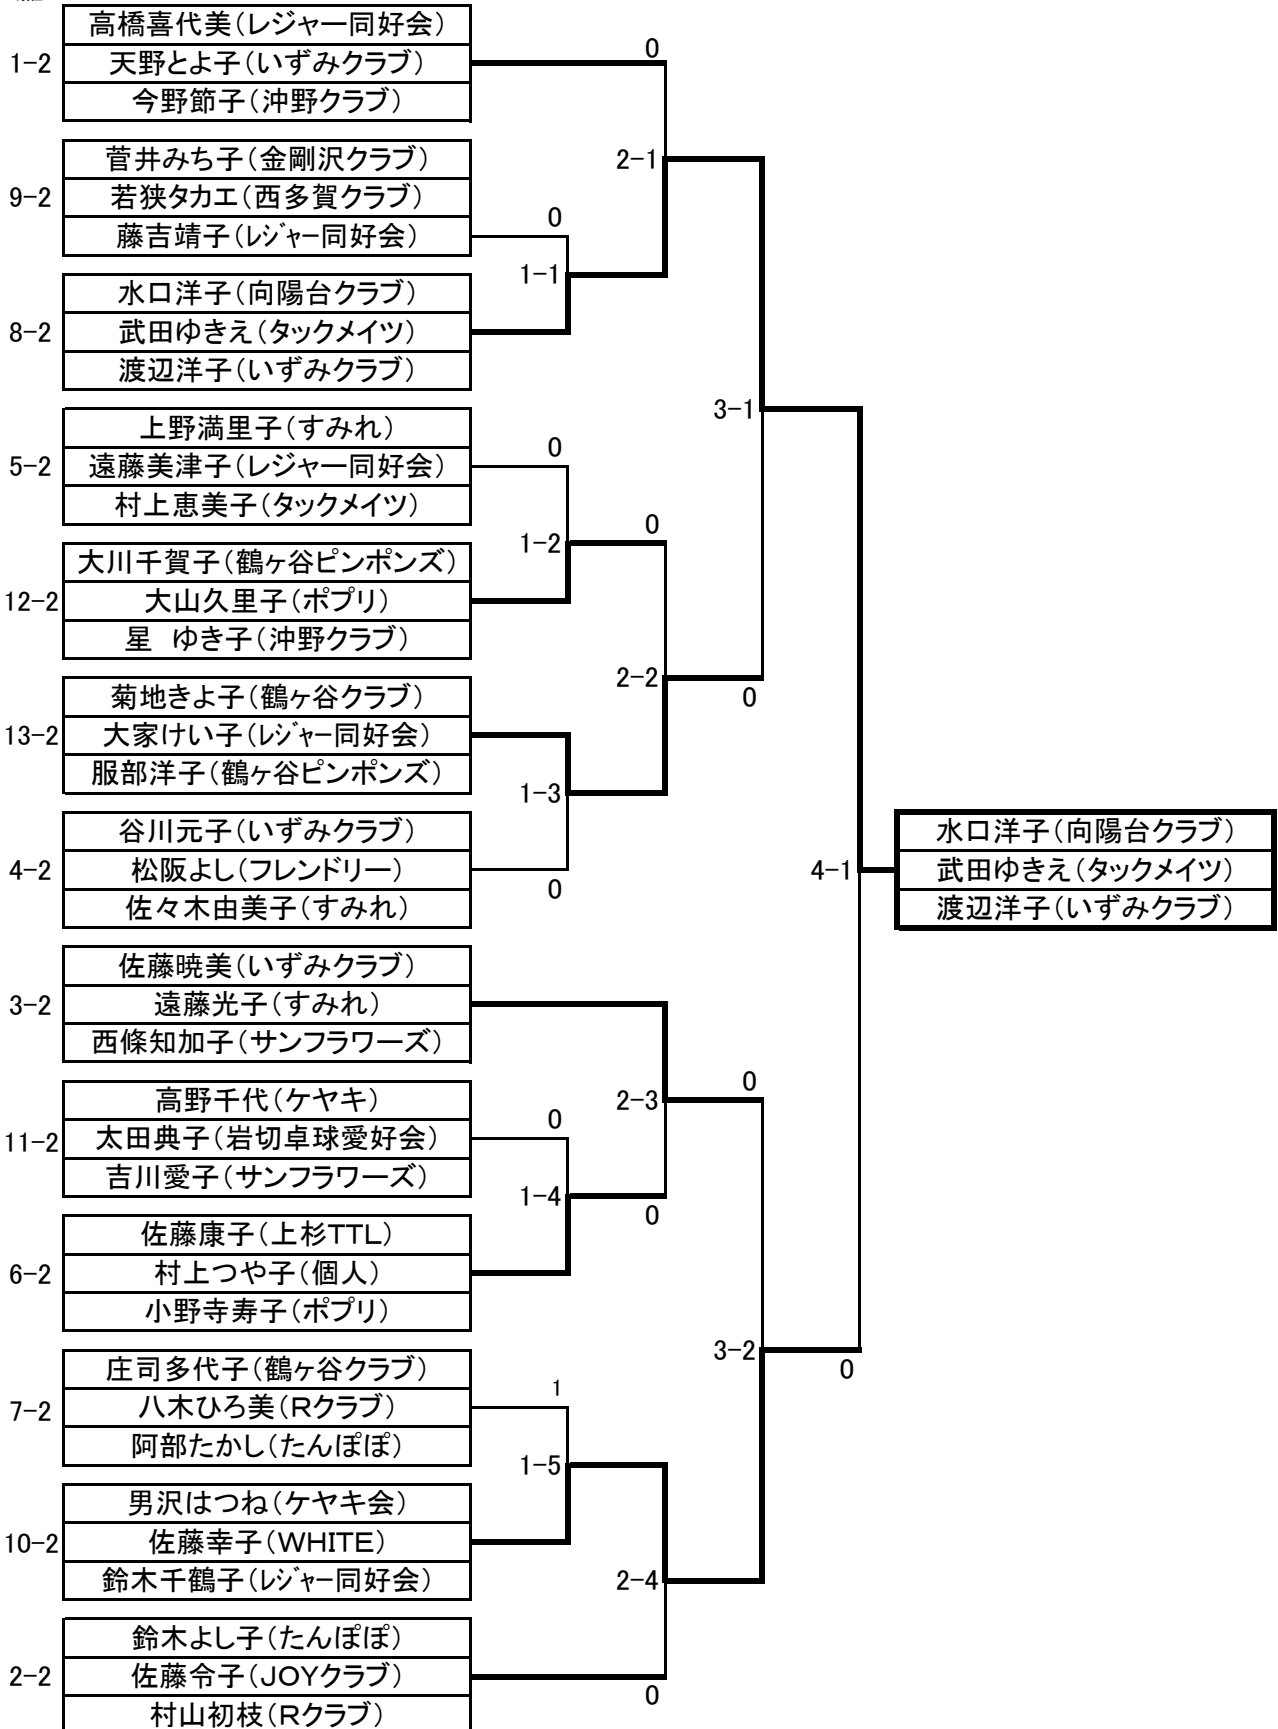 高橋喜代美(レジャー同好会)
1-2 天野とよ子(いずみクラブ) 0
今野節子(沖野クラブ)
菅井みち子(金剛沢クラブ) 2-1
9-2 若狭タカエ(西多賀クラブ)
藤吉靖子(レジャー同好会) 0
1-1
水口洋子(向陽台クラブ)
8-2 武田ゆきえ(タックメイツ)
渡辺洋子(いずみクラブ)
3-1
上野満里子(すみれ)
5-2 遠藤美津子(レジャー同好会) 0
村上恵美子(タックメイツ)
1-2 0
大川千賀子(鶴ヶ谷ピンポンズ)
12-2 大山久里子(ポプリ)
星 ゆき子(沖野クラブ)
2-2 0
菊地きよ子(鶴ヶ谷クラブ)
13-2 大家けい子(レジャー同好会)
服部洋子(鶴ヶ谷ピンポンズ)
1-3
谷川元子(いずみクラブ)
4-2 松阪よし(フレンドリー) 0
佐々木由美子(すみれ)
4-1
水口洋子(向陽台クラブ)
武田ゆきえ(タックメイツ)
渡辺洋子(いずみクラブ)
佐藤暁美(いずみクラブ)
3-2 遠藤光子(すみれ)
西條知加子(サンフラワーズ)
2-3 0
高野千代(ケヤキ)
11-2 太田典子(岩切卓球愛好会) 0
吉川愛子(サンフラワーズ)
1-4 0
佐藤康子(上杉TTL)
6-2 村上つや子(個人)
小野寺寿子(ポプリ)
3-2 0
庄司多代子(鶴ヶ谷クラブ)
7-2 八木ひろ美(Rクラブ) 1
阿部たかし(たんぽぽ)
1-5
男沢はつね(ケヤキ会)
10-2 佐藤幸子(WHITE)
鈴木千鶴子(レジャー同好会)
2-4
鈴木よし子(たんぽぽ)
2-2 佐藤令子(JOYクラブ) 0
村山初枝(Rクラブ)